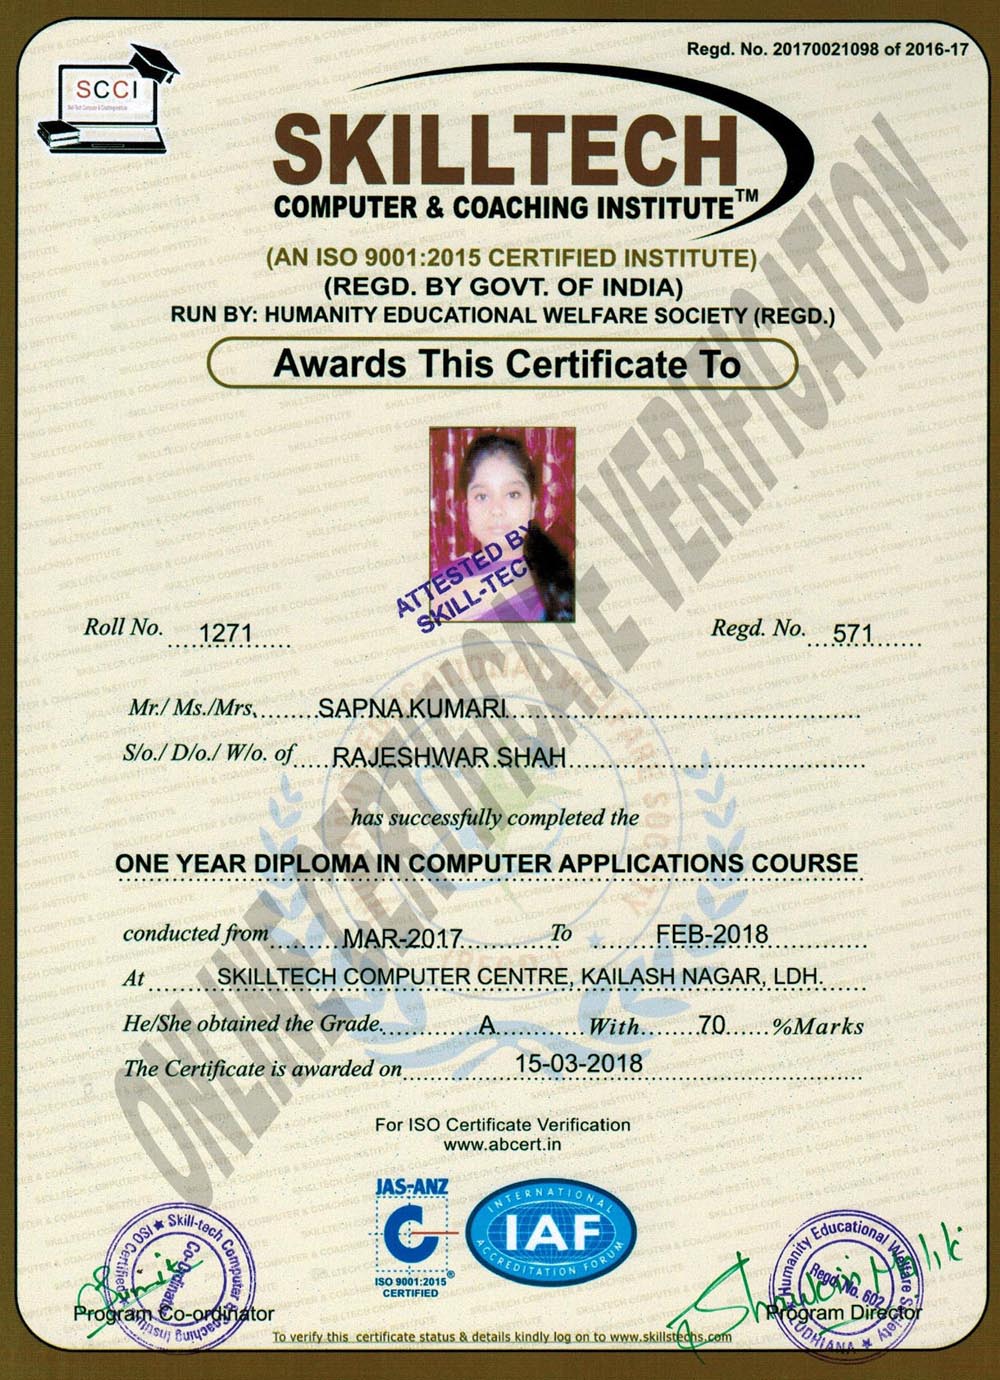 Regd. No. 20170021098 of 2016-17
SCCI
SKILLTECH
COMPUTER & COACHING INSTITUTE™
(AN ISO 9001:2015 CERTIFIED INSTITUTE)
(REGD. BY GOVT. OF INDIA)
RUN BY: HUMANITY EDUCATIONAL WELFARE SOCIETY (REGD.)
Awards This Certificate To
ATTESTED BY
SKILL-TECH
Roll No. 1271
Regd. No. 571
Mr./ Ms./Mrs. SAPNA KUMARI
S/o./ D/o./ W/o. of RAJESHWAR SHAH
has successfully completed the
ONE YEAR DIPLOMA IN COMPUTER APPLICATIONS COURSE
conducted from MAR-2017 To FEB-2018
At SKILLTECH COMPUTER CENTRE, KAILASH NAGAR, LDH.
He/She obtained the Grade A With 70 %Marks
The Certificate is awarded on 15-03-2018
ONLINE CERTIFICATE VERIFICATION
For ISO Certificate Verification
www.abcert.in
JAS-ANZ
C
ISO 9001:2015®
CERTIFIED
INTERNATIONAL
IAF
ACCREDITATION FORUM
Skill-tech Computer & Coaching Institute
ISO Certified
Co-Ordinator
Program Co-ordinator
Humanity Educational Welfare Society
Regd. No. 602
LUDHIANA
Program Director
To verify this certificate status & details kindly log on to www.skillstechs.com